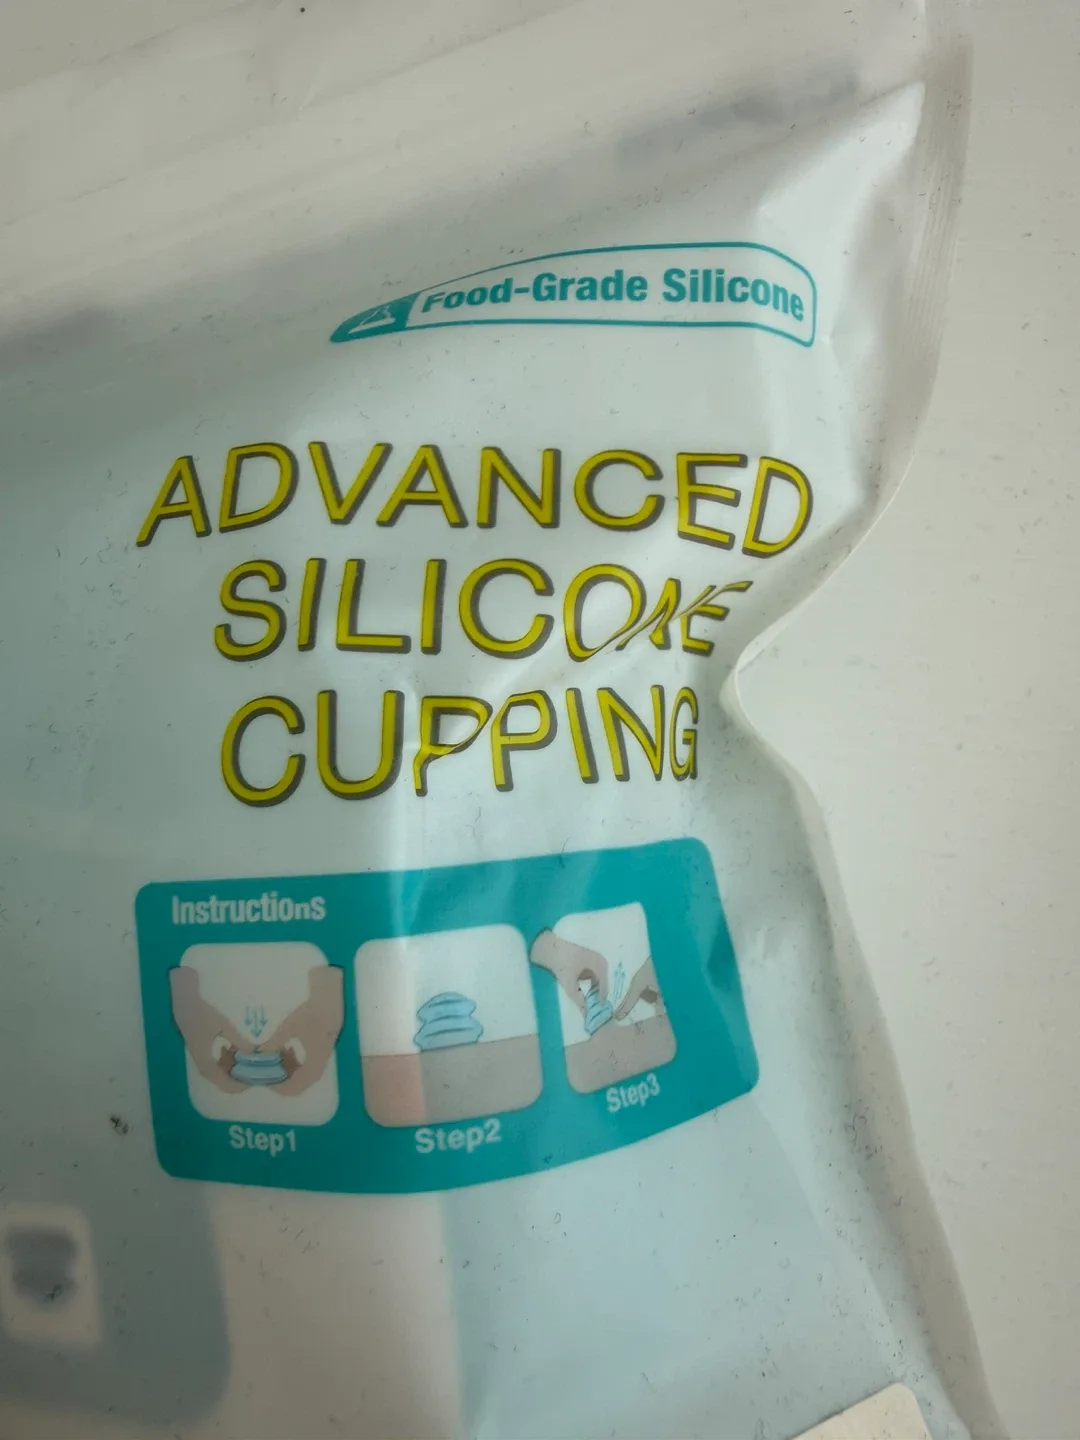 Food-Grade Silicone
ADVANCED
SILICONE
CUPPING
Instructions
Step1
Step2
Step3